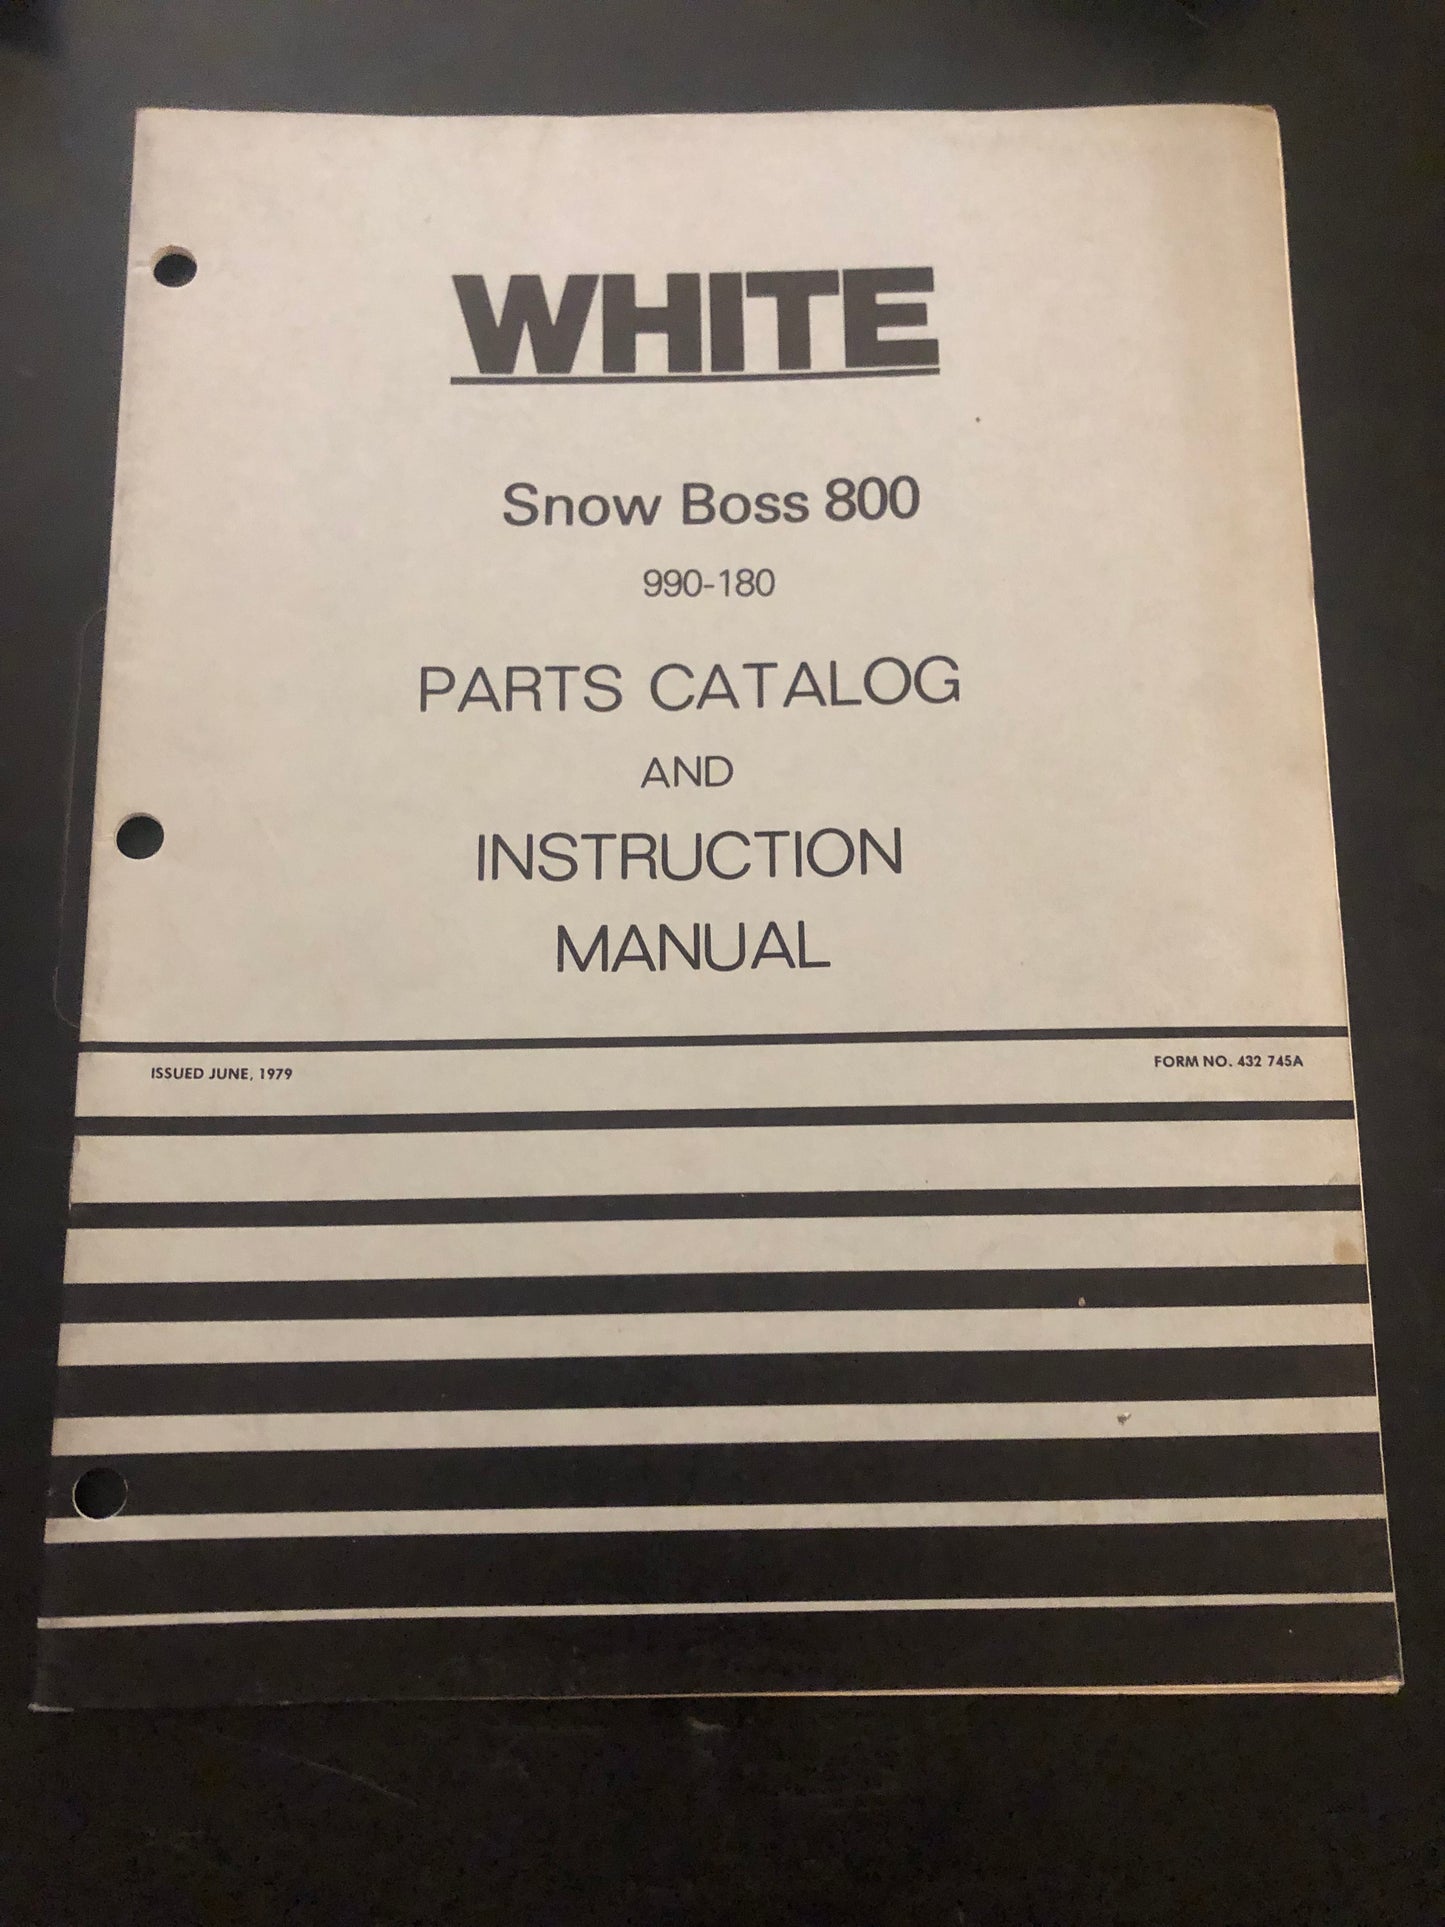 WHITE
Snow Boss 800
990-180
PARTS CATALOG
AND
INSTRUCTION
MANUAL
ISSUED JUNE, 1979
FORM NO. 432 745A